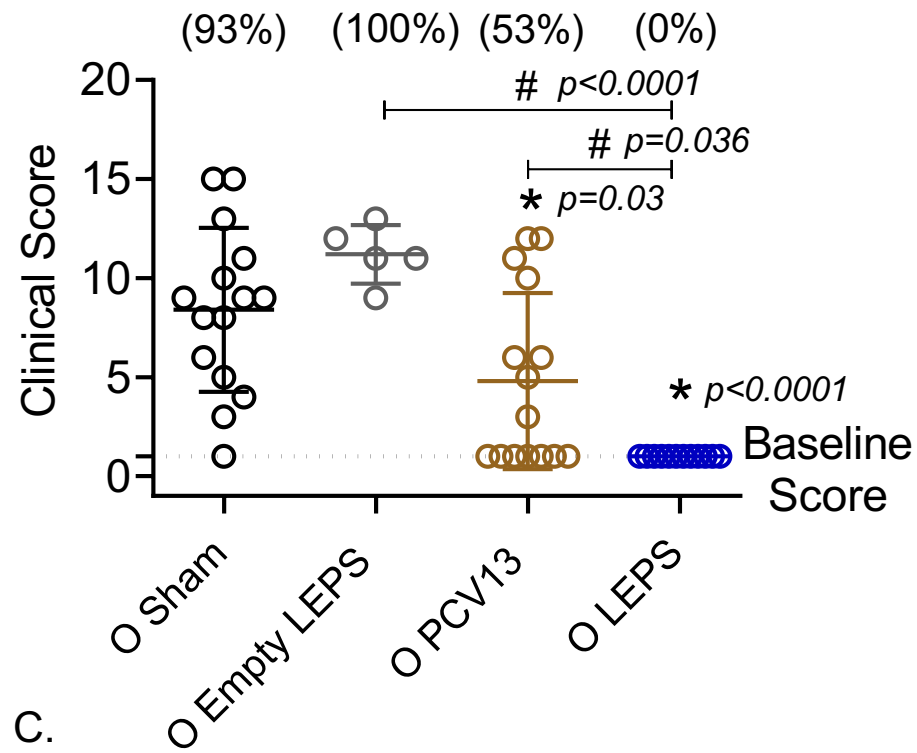 (93%) (100%) (53%) (0%)
# p<0.0001
# p=0.036
* p=0.03
* p<0.0001
20
15
10
5
0
Clinical Score
Baseline
Score
O Sham
O Empty LEPS
O PCV13
O LEPS
C.